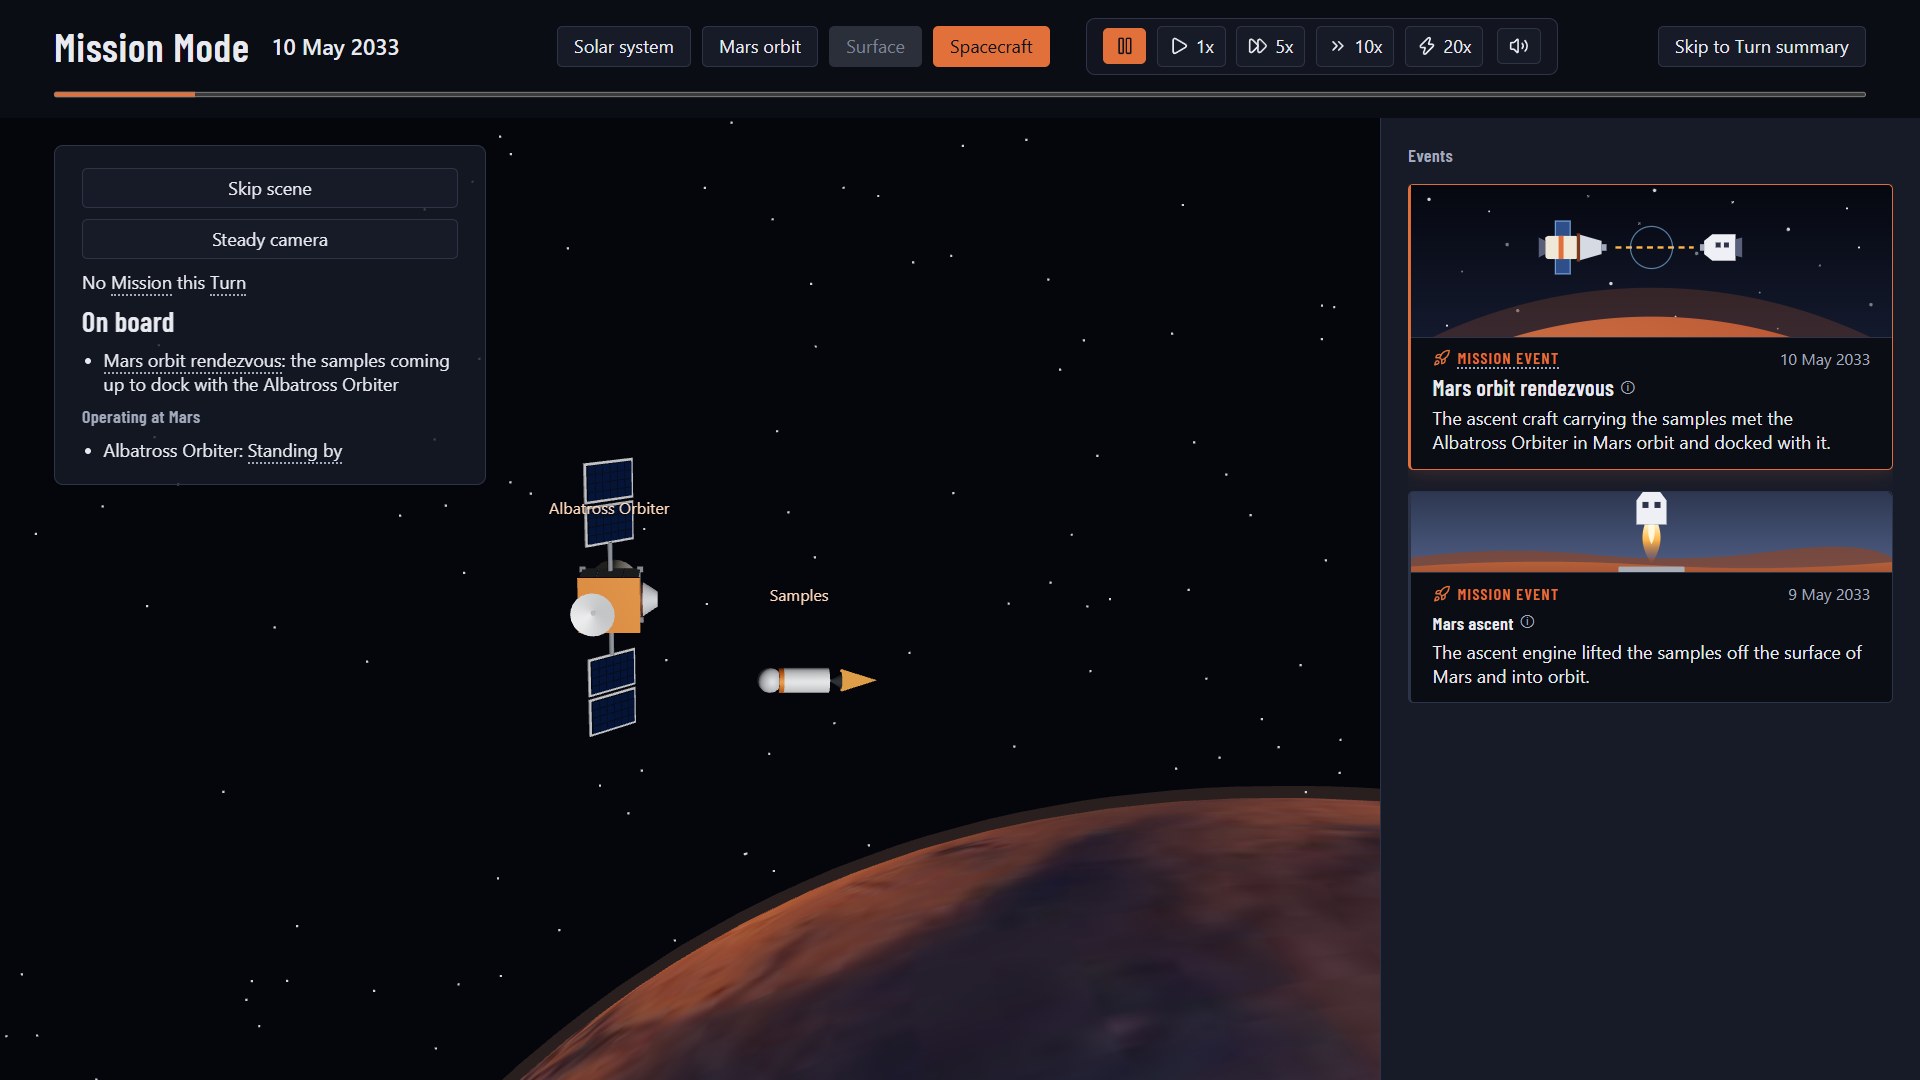 Mission Mode
10 May 2033
Solar system
Mars orbit
Surface
Spacecraft
1x
5x
10x
20x
Skip to Turn summary
Skip scene
Steady camera
No Mission this Turn
On board
• Mars orbit rendezvous: the samples coming
up to dock with the Albatross Orbiter
Operating at Mars
• Albatross Orbiter: Standing by
Albatross Orbiter
Samples
Events
MISSION EVENT
10 May 2033
Mars orbit rendezvous
The ascent craft carrying the samples met the
Albatross Orbiter in Mars orbit and docked with it.
MISSION EVENT
9 May 2033
Mars ascent
The ascent engine lifted the samples off the surface of
Mars and into orbit.